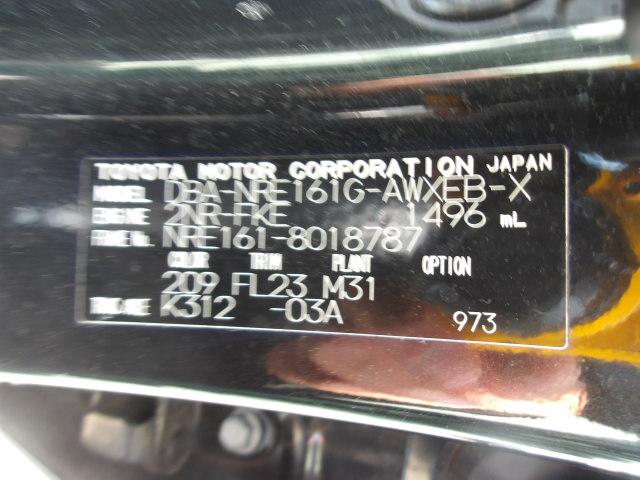 TOYOTA MOTOR CORPORATION JAPAN
MODEL DBA-NRE161G-AWXEB-X
ENGINE 2NR-FKE 1496 mL
FRAME No. NRE161-8018787
COLOR TRIM PLANT OPTION
209 FL23 M31
TRANS/AXLE K312 -03A
973